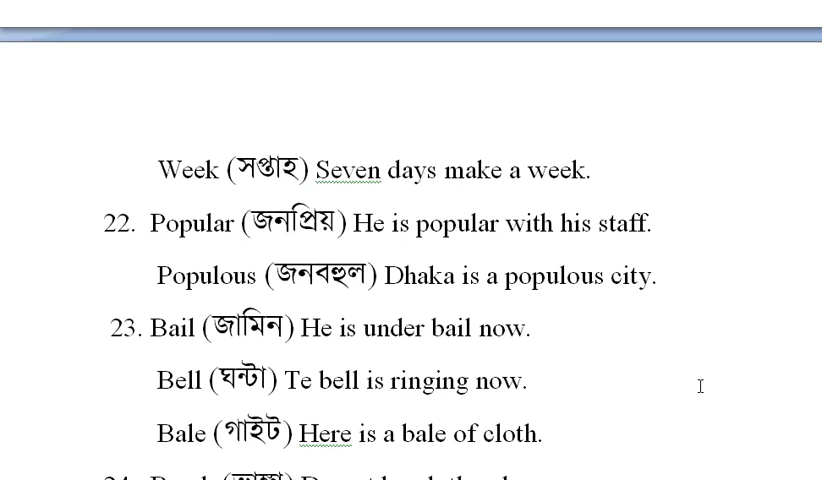 Week (সপ্তাহ) Seven days make a week.
22. Popular (জনপ্রিয়) He is popular with his staff.
Populous (জনবহুল) Dhaka is a populous city.
23. Bail (জামিন) He is under bail now.
Bell (ঘন্টা) Te bell is ringing now.
Bale (গাইট) Here is a bale of cloth.